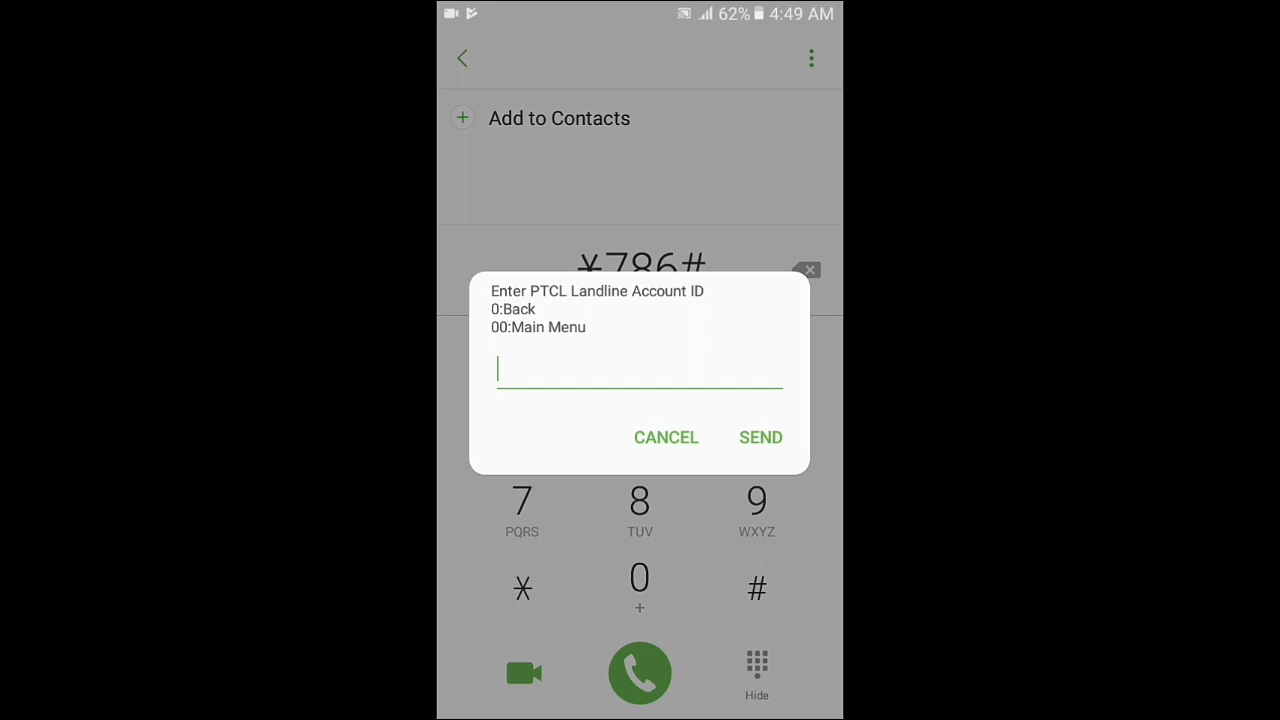 62% 4:49 AM
Add to Contacts
*786#
Enter PTCL Landline Account ID
0:Back
00:Main Menu
CANCEL SEND
7 8 9
PQRS TUV WXYZ
* 0 #
+
Hide